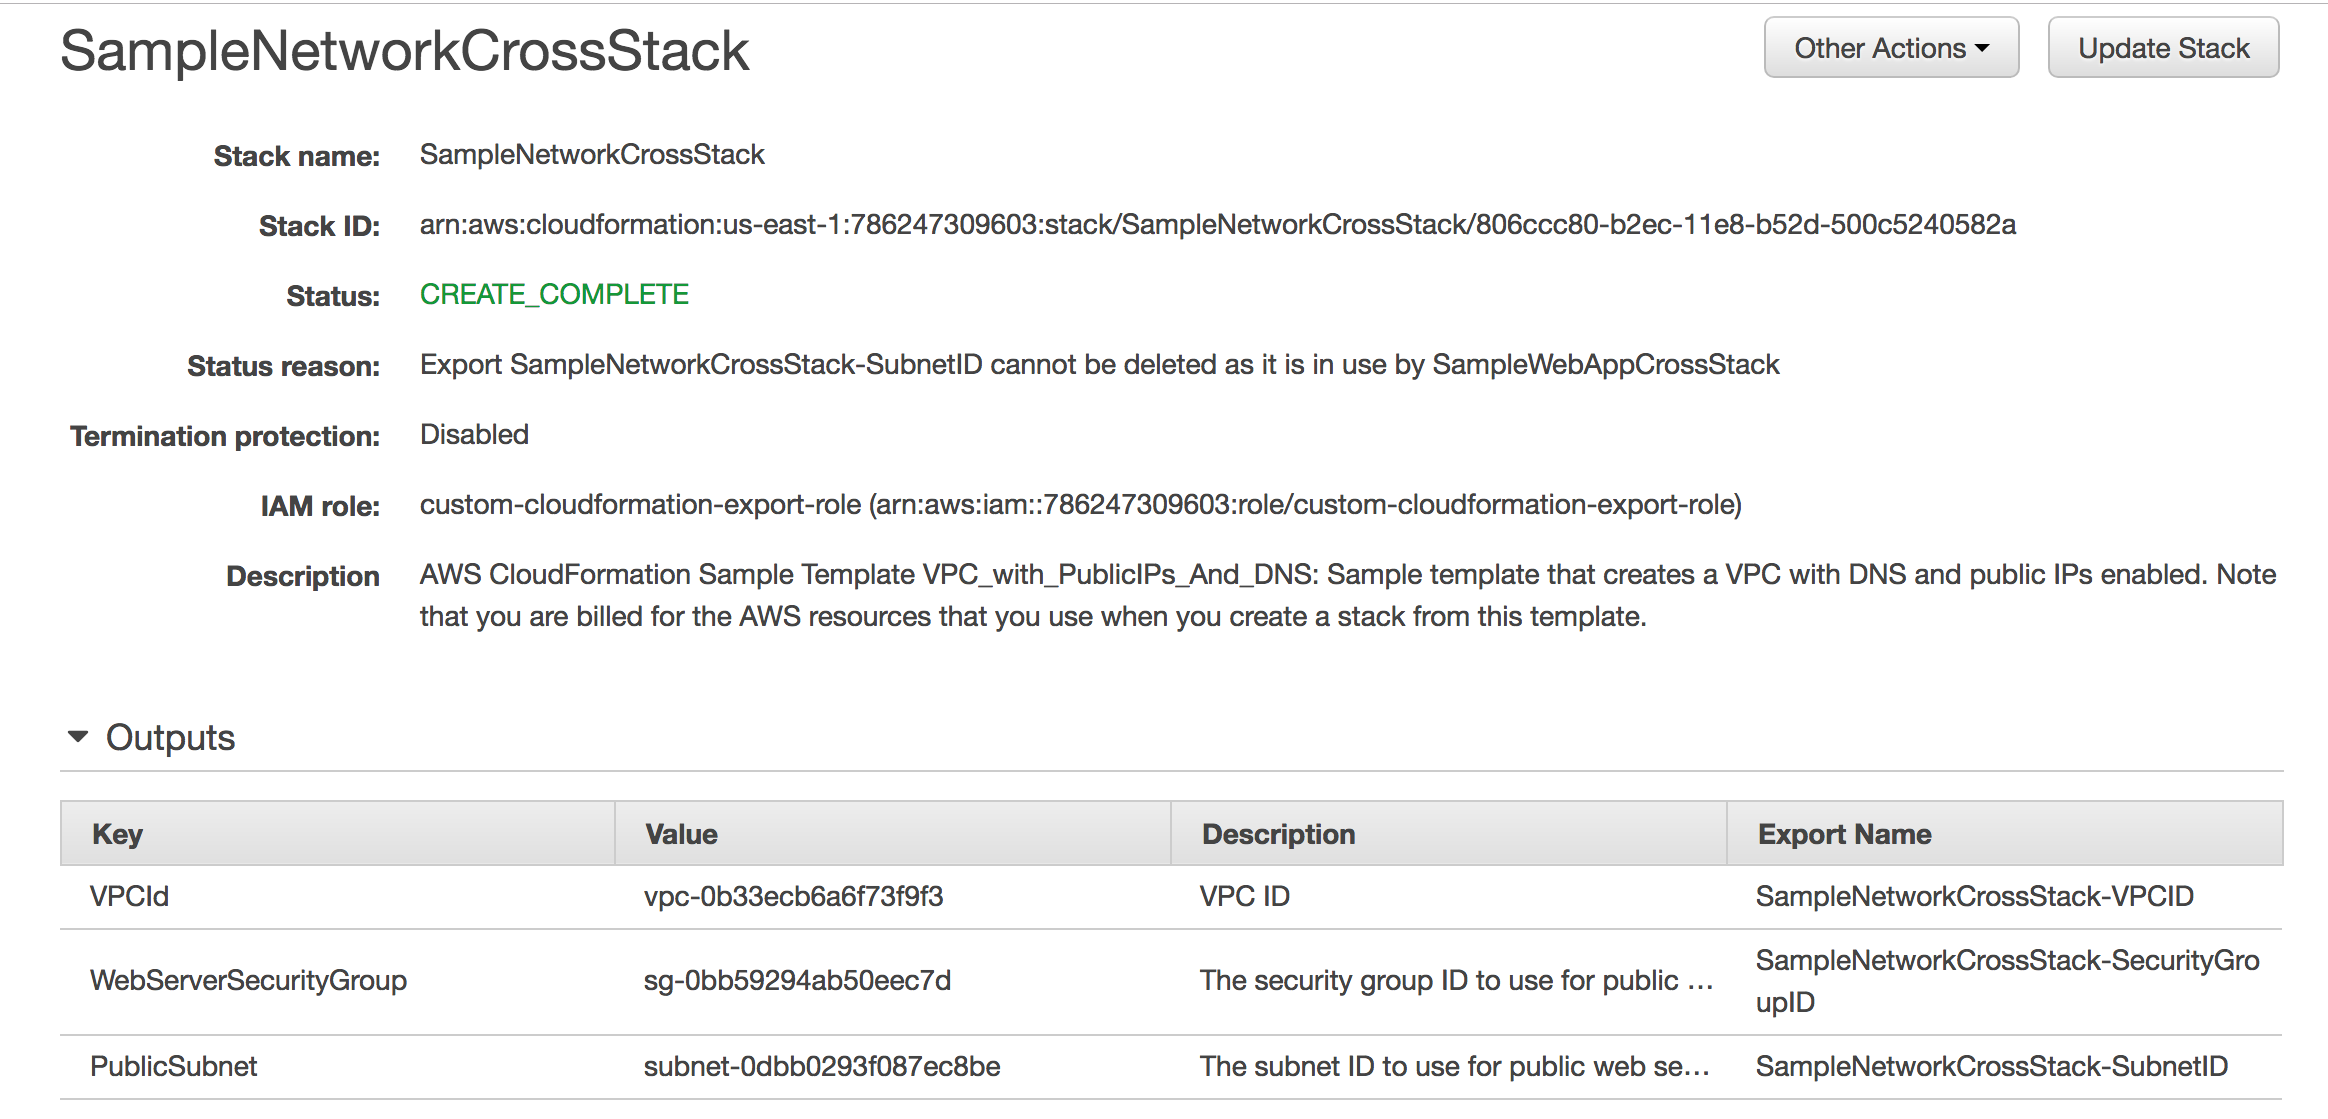 SampleNetworkCrossStack
Other Actions
Update Stack
Stack name: SampleNetworkCrossStack
Stack ID: arn:aws:cloudformation:us-east-1:786247309603:stack/SampleNetworkCrossStack/806ccc80-b2ec-11e8-b52d-500c5240582a
Status: CREATE_COMPLETE
Status reason: Export SampleNetworkCrossStack-SubnetID cannot be deleted as it is in use by SampleWebAppCrossStack
Termination protection: Disabled
IAM role: custom-cloudformation-export-role (arn:aws:iam::786247309603:role/custom-cloudformation-export-role)
Description AWS CloudFormation Sample Template VPC_with_PublicIPs_And_DNS: Sample template that creates a VPC with DNS and public IPs enabled. Note
that you are billed for the AWS resources that you use when you create a stack from this template.
Outputs
Key Value Description Export Name
VPCId vpc-0b33ecb6a6f73f9f3 VPC ID SampleNetworkCrossStack-VPCID
WebServerSecurityGroup sg-0bb59294ab50eec7d The security group ID to use for public ... SampleNetworkCrossStack-SecurityGro
upID
PublicSubnet subnet-0dbb0293f087ec8be The subnet ID to use for public web se... SampleNetworkCrossStack-SubnetID